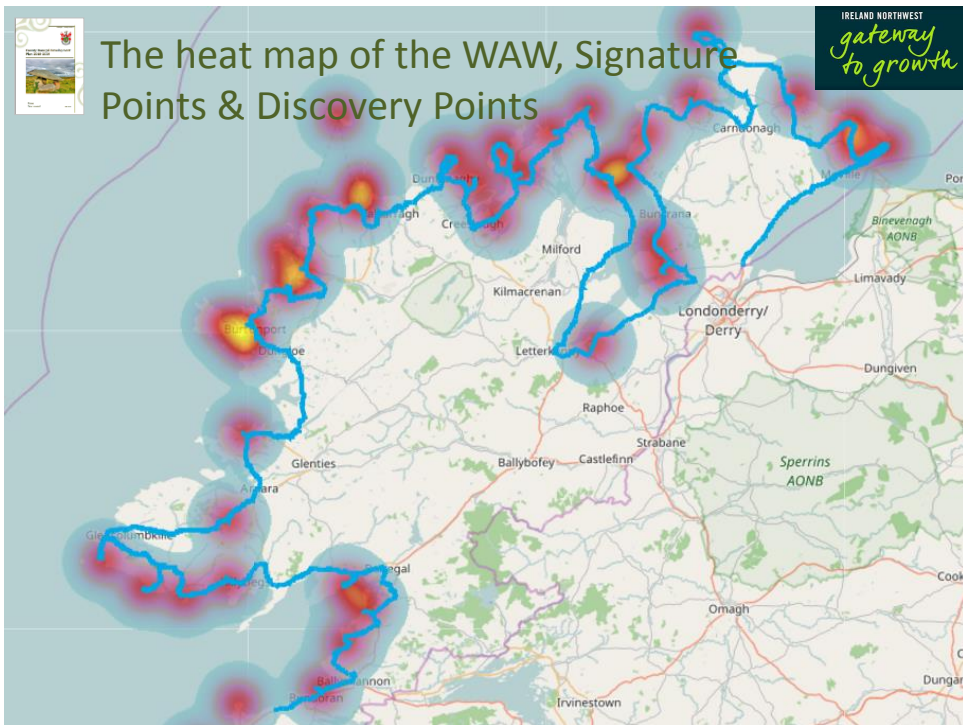 The heat map of the WAW, Signature
Points & Discovery Points
IRELAND NORTHWEST
gateway
to growth
Carndonagh
Moville
Binevenagh
AONB
Buncrana
Milford
Limavady
Kilmacrenan
Londonderry/
Derry
Burtonport
Dungloe
Letterkenny
Dungiven
Raphoe
Strabane
Glenties
Ballybofey
Castlefinn
Sperrins
AONB
Ardara
Glencolumbkille
Donegal
Omagh
Ballyshannon
Bundoran
Irvinestown